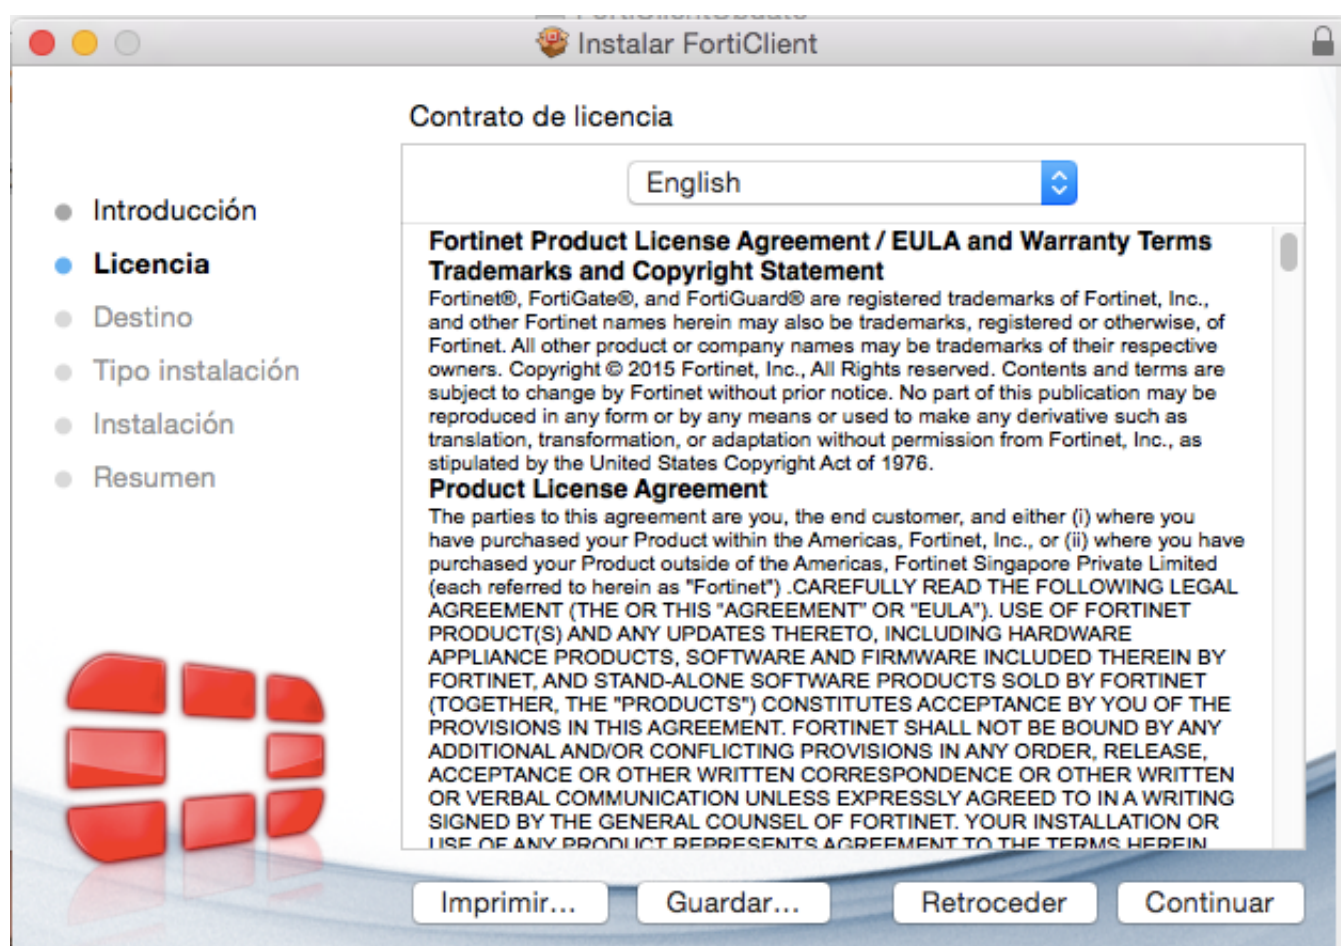 Instalar FortiClient
Contrato de licencia
English
Introducción
Licencia
Destino
Tipo instalación
Instalación
Resumen
Fortinet Product License Agreement / EULA and Warranty Terms
Trademarks and Copyright Statement
Fortinet®, FortiGate®, and FortiGuard® are registered trademarks of Fortinet, Inc.,
and other Fortinet names herein may also be trademarks, registered or otherwise, of
Fortinet. All other product or company names may be trademarks of their respective
owners. Copyright © 2015 Fortinet, Inc., All Rights reserved. Contents and terms are
subject to change by Fortinet without prior notice. No part of this publication may be
reproduced in any form or by any means or used to make any derivative such as
translation, transformation, or adaptation without permission from Fortinet, Inc., as
stipulated by the United States Copyright Act of 1976.
Product License Agreement
The parties to this agreement are you, the end customer, and either (i) where you
have purchased your Product within the Americas, Fortinet, Inc., or (ii) where you have
purchased your Product outside of the Americas, Fortinet Singapore Private Limited
(each referred to herein as "Fortinet") .CAREFULLY READ THE FOLLOWING LEGAL
AGREEMENT (THE OR THIS "AGREEMENT" OR "EULA"). USE OF FORTINET
PRODUCT(S) AND ANY UPDATES THERETO, INCLUDING HARDWARE
APPLIANCE PRODUCTS, SOFTWARE AND FIRMWARE INCLUDED THEREIN BY
FORTINET, AND STAND-ALONE SOFTWARE PRODUCTS SOLD BY FORTINET
(TOGETHER, THE "PRODUCTS") CONSTITUTES ACCEPTANCE BY YOU OF THE
PROVISIONS IN THIS AGREEMENT. FORTINET SHALL NOT BE BOUND BY ANY
ADDITIONAL AND/OR CONFLICTING PROVISIONS IN ANY ORDER, RELEASE,
ACCEPTANCE OR OTHER WRITTEN CORRESPONDENCE OR OTHER WRITTEN
OR VERBAL COMMUNICATION UNLESS EXPRESSLY AGREED TO IN A WRITING
SIGNED BY THE GENERAL COUNSEL OF FORTINET. YOUR INSTALLATION OR
USE OF ANY PRODUCT REPRESENTS AGREEMENT TO THE TERMS HEREIN
Imprimir...
Guardar...
Retroceder
Continuar